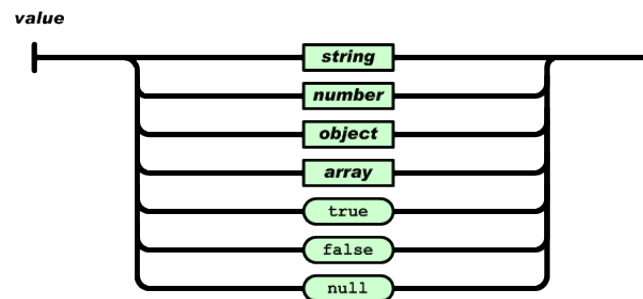 value
string
number
object
array
true
false
null